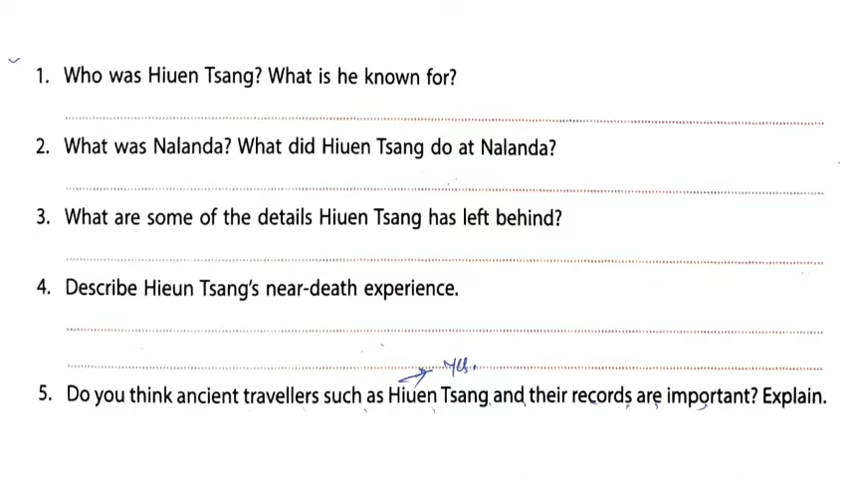 1. Who was Hiuen Tsang? What is he known for?
2. What was Nalanda? What did Hiuen Tsang do at Nalanda?
3. What are some of the details Hiuen Tsang has left behind?
4. Describe Hieun Tsang's near-death experience.
yes.
5. Do you think ancient travellers such as Hiuen Tsang and their records are important? Explain.